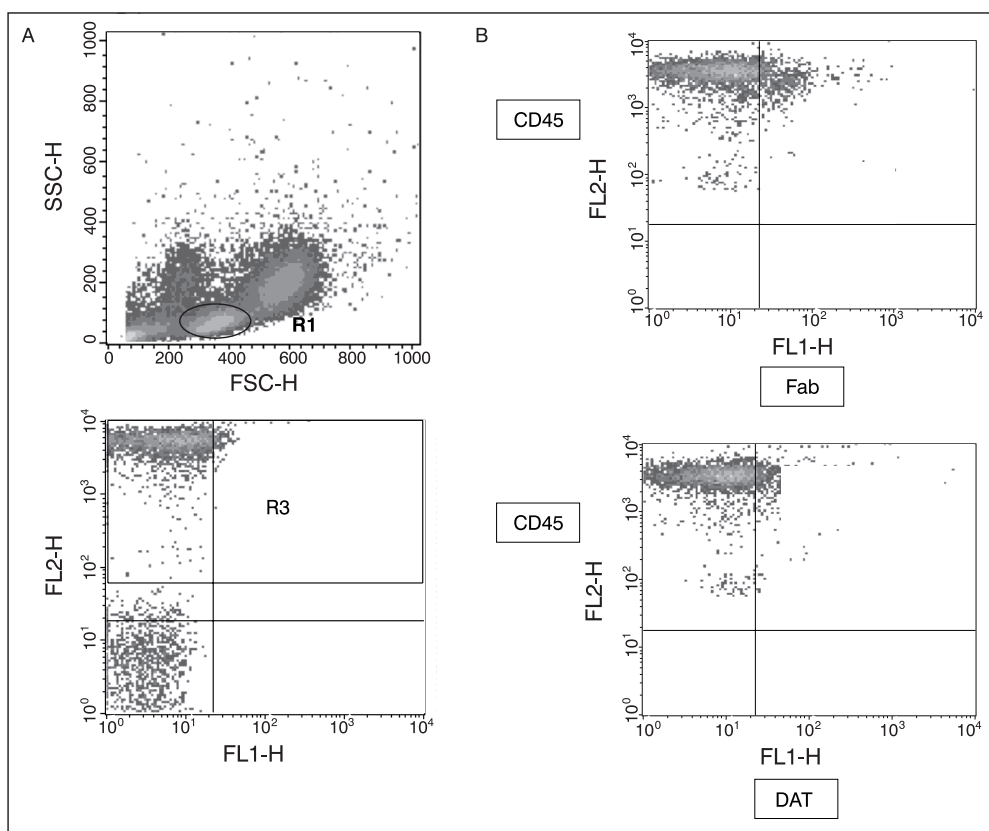 A
1000
800
600
400
200
0
SSC-H
R1
0 200 400 600 800 1000
FSC-H
10⁴
10³
10²
10¹
10⁰
FL2-H
R3
10⁰ 10¹ 10² 10³ 10⁴
FL1-H
B
CD45
10⁴
10³
10²
10¹
10⁰
FL2-H
10⁰ 10¹ 10² 10³ 10⁴
FL1-H
Fab
CD45
10⁴
10³
10²
10¹
10⁰
FL2-H
10⁰ 10¹ 10² 10³ 10⁴
FL1-H
DAT